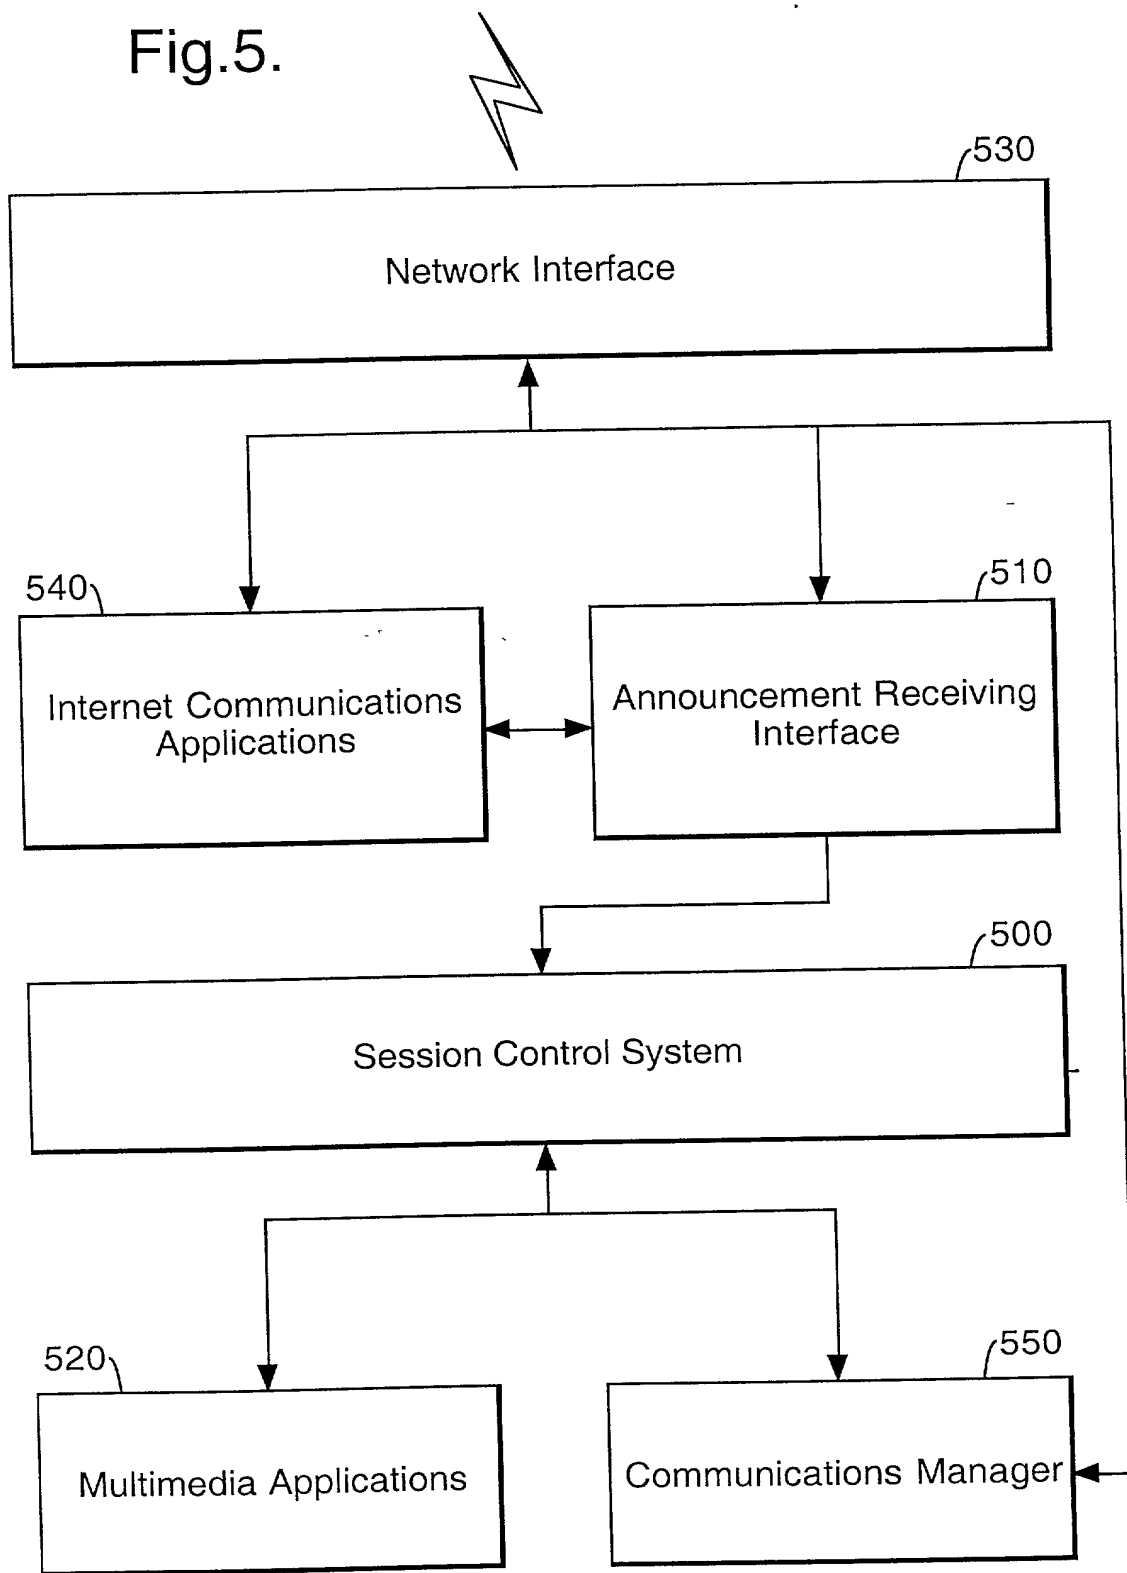 Fig.5.
530
Network Interface
540
510
Internet Communications
Applications
Announcement Receiving
Interface
500
Session Control System
520
550
Multimedia Applications
Communications Manager